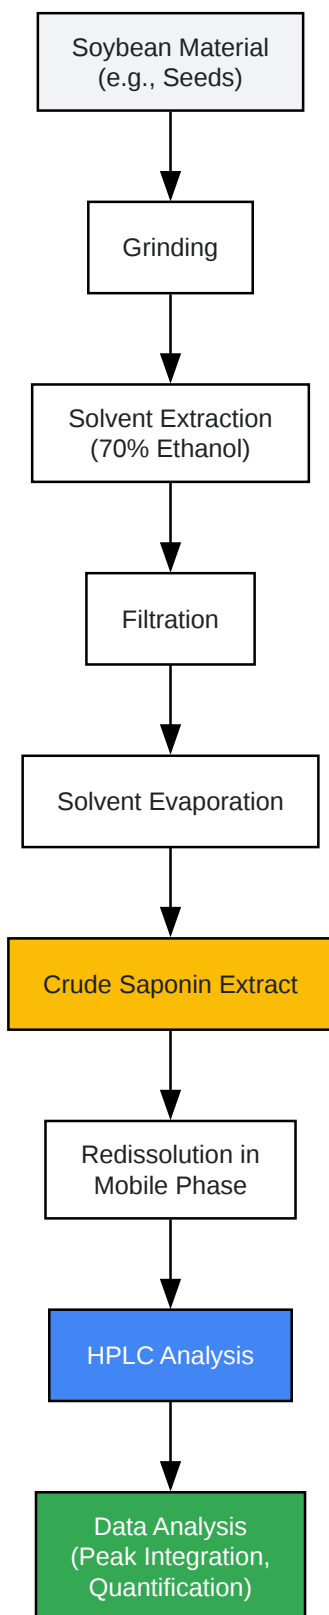 Soybean Material
(e.g., Seeds)
Grinding
Solvent Extraction
(70% Ethanol)
Filtration
Solvent Evaporation
Crude Saponin Extract
Redissolution in
Mobile Phase
HPLC Analysis
Data Analysis
(Peak Integration,
Quantification)